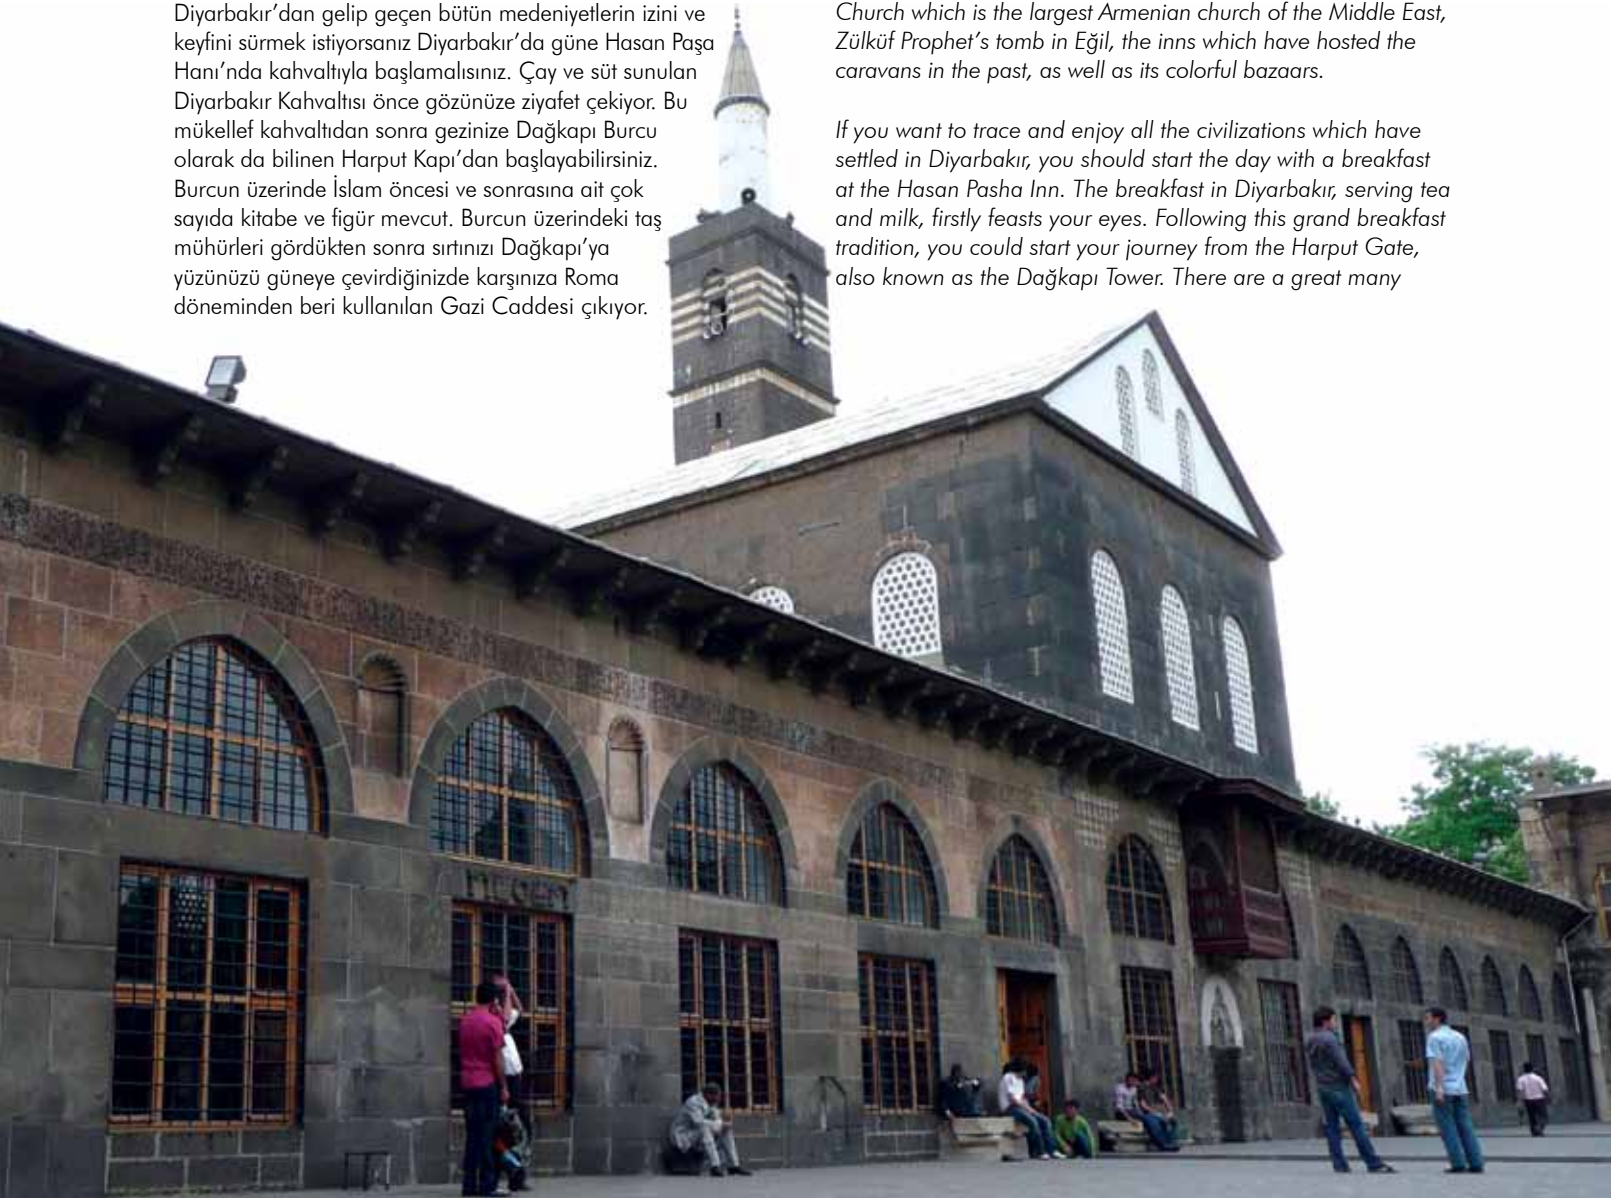 Diyarbakır’dan gelip geçen bütün medeniyetlerin izini ve
keyfini sürmek istiyorsanız Diyarbakır’da güne Hasan Paşa
Hanı’nda kahvaltıyla başlamalısınız. Çay ve süt sunulan
Diyarbakır Kahvaltısı önce gözünüze ziyafet çekiyor. Bu
mükellef kahvaltıdan sonra gezinize Dağkapı Burcu
olarak da bilinen Harput Kapı’dan başlayabilirsiniz.
Burcun üzerinde İslam öncesi ve sonrasına ait çok
sayıda kitabe ve figür mevcut. Burcun üzerindeki taş
mühürleri gördükten sonra sırtınızı Dağkapı’ya
yüzünüzü güneye çevirdiğinizde karşınıza Roma
döneminden beri kullanılan Gazi Caddesi çıkıyor.
Church which is the largest Armenian church of the Middle East,
Zülküf Prophet’s tomb in Eğil, the inns which have hosted the
caravans in the past, as well as its colorful bazaars.
If you want to trace and enjoy all the civilizations which have
settled in Diyarbakır, you should start the day with a breakfast
at the Hasan Pasha Inn. The breakfast in Diyarbakır, serving tea
and milk, firstly feasts your eyes. Following this grand breakfast
tradition, you could start your journey from the Harput Gate,
also known as the Dağkapı Tower. There are a great many